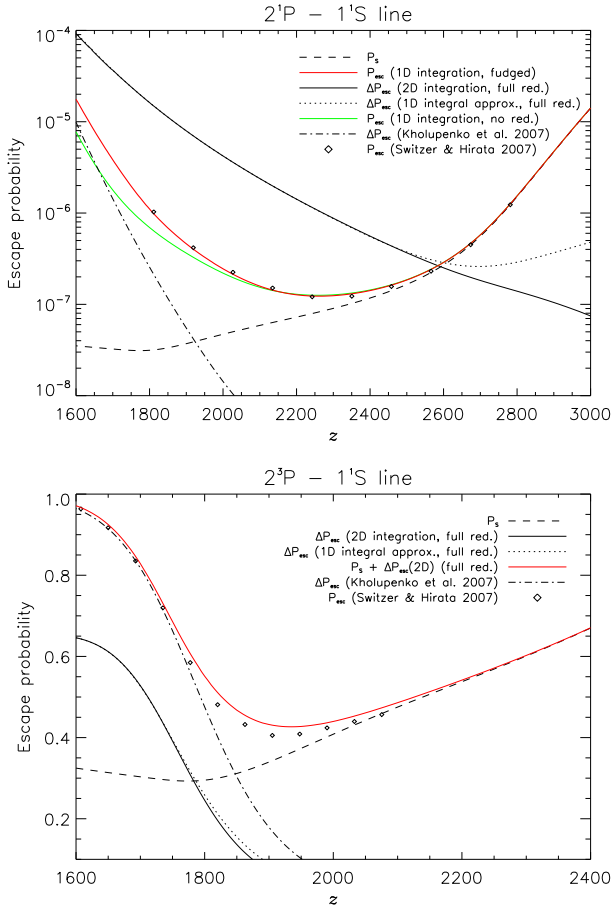 2¹P – 1¹S line
Escape probability
10⁻⁴
10⁻⁵
10⁻⁶
10⁻⁷
10⁻⁸
Pₛ
P_esc (1D integration, fudged)
ΔP_esc (2D integration, full red.)
ΔP_esc (1D integral approx., full red.)
P_esc (1D integration, no red.)
ΔP_esc (Kholupenko et al. 2007)
P_esc (Switzer & Hirata 2007)
1600 1800 2000 2200 2400 2600 2800 3000
z
2³P – 1¹S line
Escape probability
1.0
0.8
0.6
0.4
0.2
Pₛ
ΔP_esc (2D integration, full red.)
ΔP_esc (1D integral approx., full red.)
Pₛ + ΔP_esc(2D) (full red.)
ΔP_esc (Kholupenko et al. 2007)
P_esc (Switzer & Hirata 2007)
1600 1800 2000 2200 2400
z